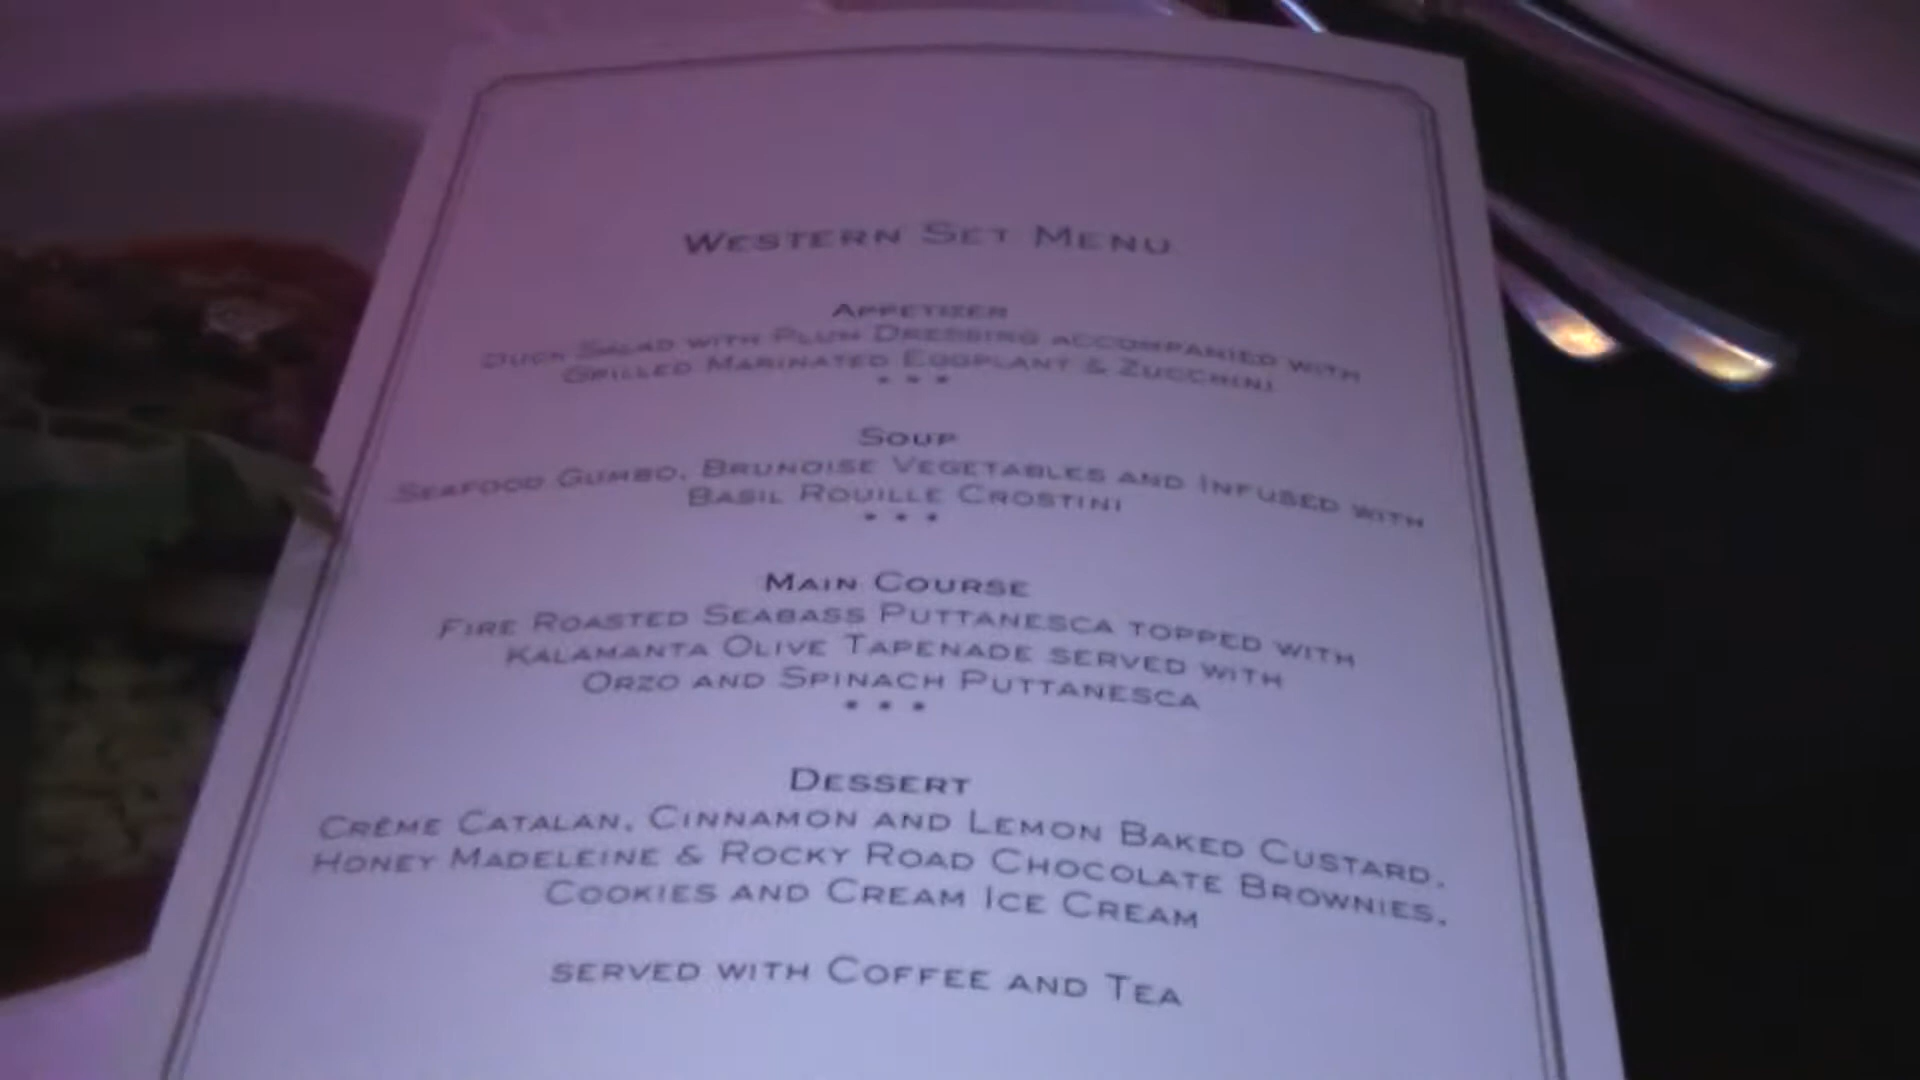 Western Set Menu
Appetizer
Duck Salad with Plum Dressing accompanied with
Grilled Marinated Eggplant & Zucchini
* * *
Soup
Seafood Gumbo, Brunoise Vegetables and Infused with
Basil Rouille Crostini
* * *
Main Course
Fire Roasted Seabass Puttanesca topped with
Kalamanta Olive Tapenade served with
Orzo and Spinach Puttanesca
* * *
Dessert
Crème Catalan, Cinnamon and Lemon Baked Custard,
Honey Madeleine & Rocky Road Chocolate Brownies,
Cookies and Cream Ice Cream
served with Coffee and Tea